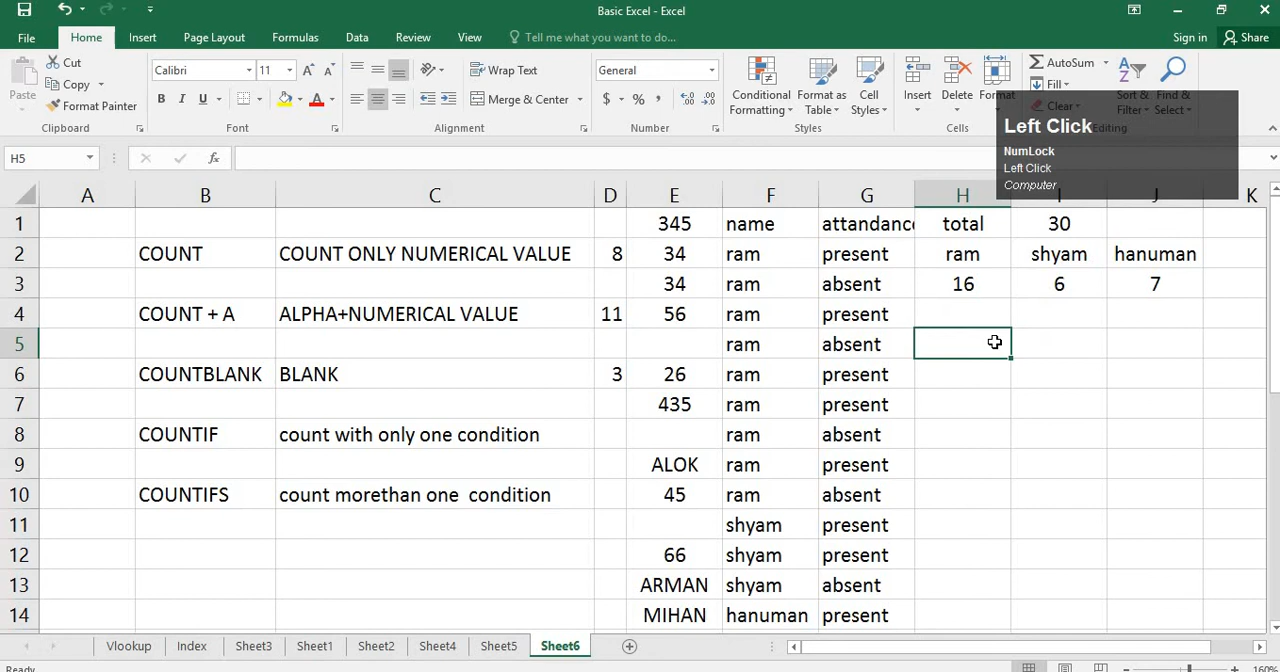 Basic Excel - Excel
File Home Insert Page Layout Formulas Data Review View Tell me what you want to do... Sign in Share
Paste Cut Copy Format Painter
Clipboard
Calibri 11
B I U
Font
Wrap Text
Merge & Center
Alignment
General
$ % ,
Number
Conditional Formatting Format as Table Cell Styles
Styles
Insert Delete Format
Cells
AutoSum
Fill
Clear
Sort & Filter Find & Select
Editing
Left Click
NumLock
Left Click
Computer
H5 fx
A B C D E F G H I J K
1 345 name attandance total 30
2 COUNT COUNT ONLY NUMERICAL VALUE 8 34 ram present ram shyam hanuman
3 34 ram absent 16 6 7
4 COUNT + A ALPHA+NUMERICAL VALUE 11 56 ram present
5 ram absent
6 COUNTBLANK BLANK 3 26 ram present
7 435 ram present
8 COUNTIF count with only one condition ram absent
9 ALOK ram present
10 COUNTIFS count morethan one condition 45 ram absent
11 shyam present
12 66 shyam present
13 ARMAN shyam absent
14 MIHAN hanuman present
Vlookup Index Sheet3 Sheet1 Sheet2 Sheet4 Sheet5 Sheet6
Ready 160%